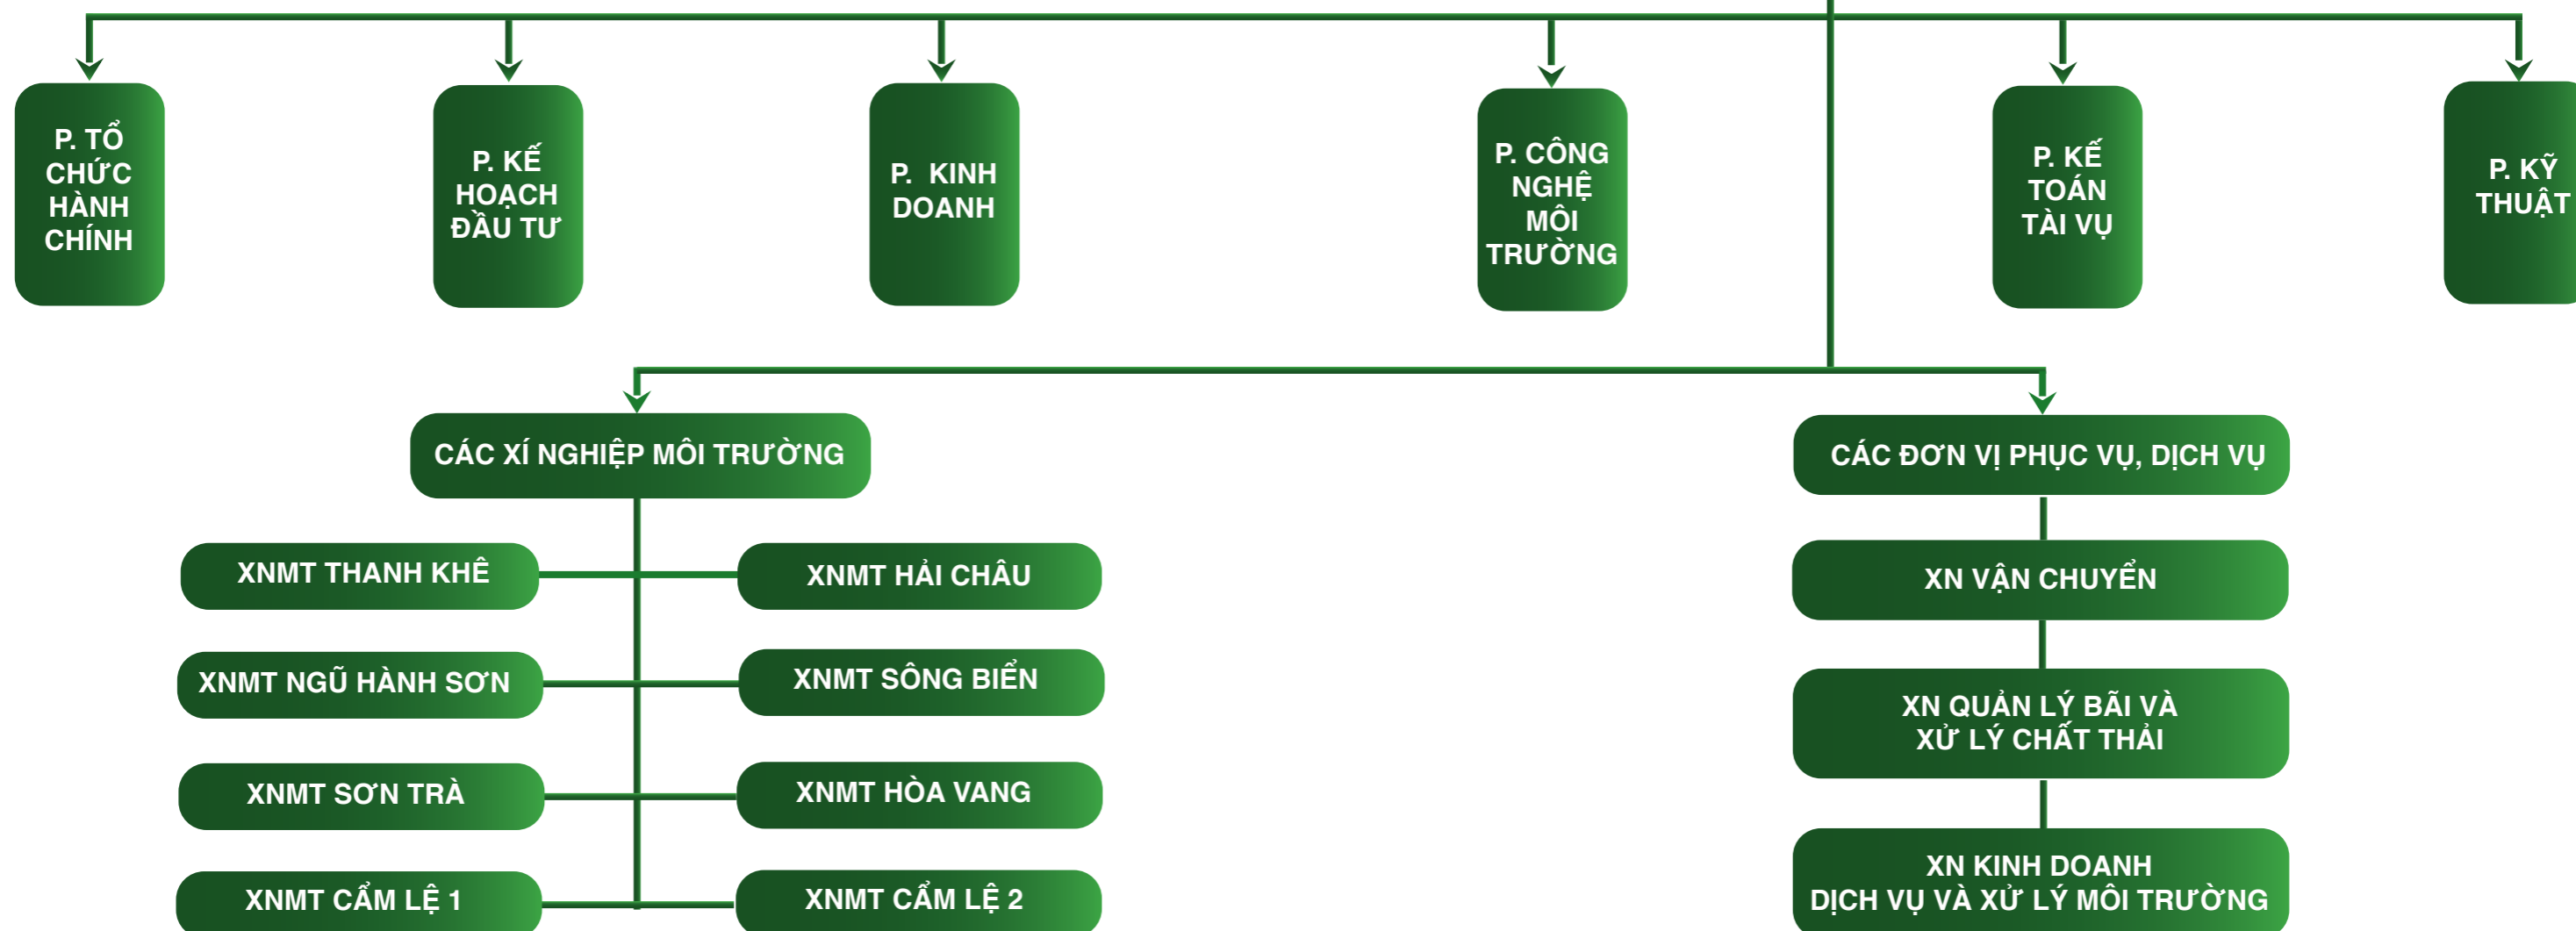 P. TỔ
CHỨC
HÀNH
CHÍNH
P. KẾ
HOẠCH
ĐẦU TƯ
P. KINH
DOANH
P. CÔNG
NGHỆ
MÔI
TRƯỜNG
P. KẾ
TOÁN
TÀI VỤ
P. KỸ
THUẬT
CÁC XÍ NGHIỆP MÔI TRƯỜNG
CÁC ĐƠN VỊ PHỤC VỤ, DỊCH VỤ
XNMT THANH KHÊ
XNMT HẢI CHÂU
XNMT NGŨ HÀNH SƠN
XNMT SÔNG BIỂN
XNMT SƠN TRÀ
XNMT HÒA VANG
XNMT CẨM LỆ 1
XNMT CẨM LỆ 2
XN VẬN CHUYỂN
XN QUẢN LÝ BÃI VÀ
XỬ LÝ CHẤT THẢI
XN KINH DOANH
DỊCH VỤ VÀ XỬ LÝ MÔI TRƯỜNG